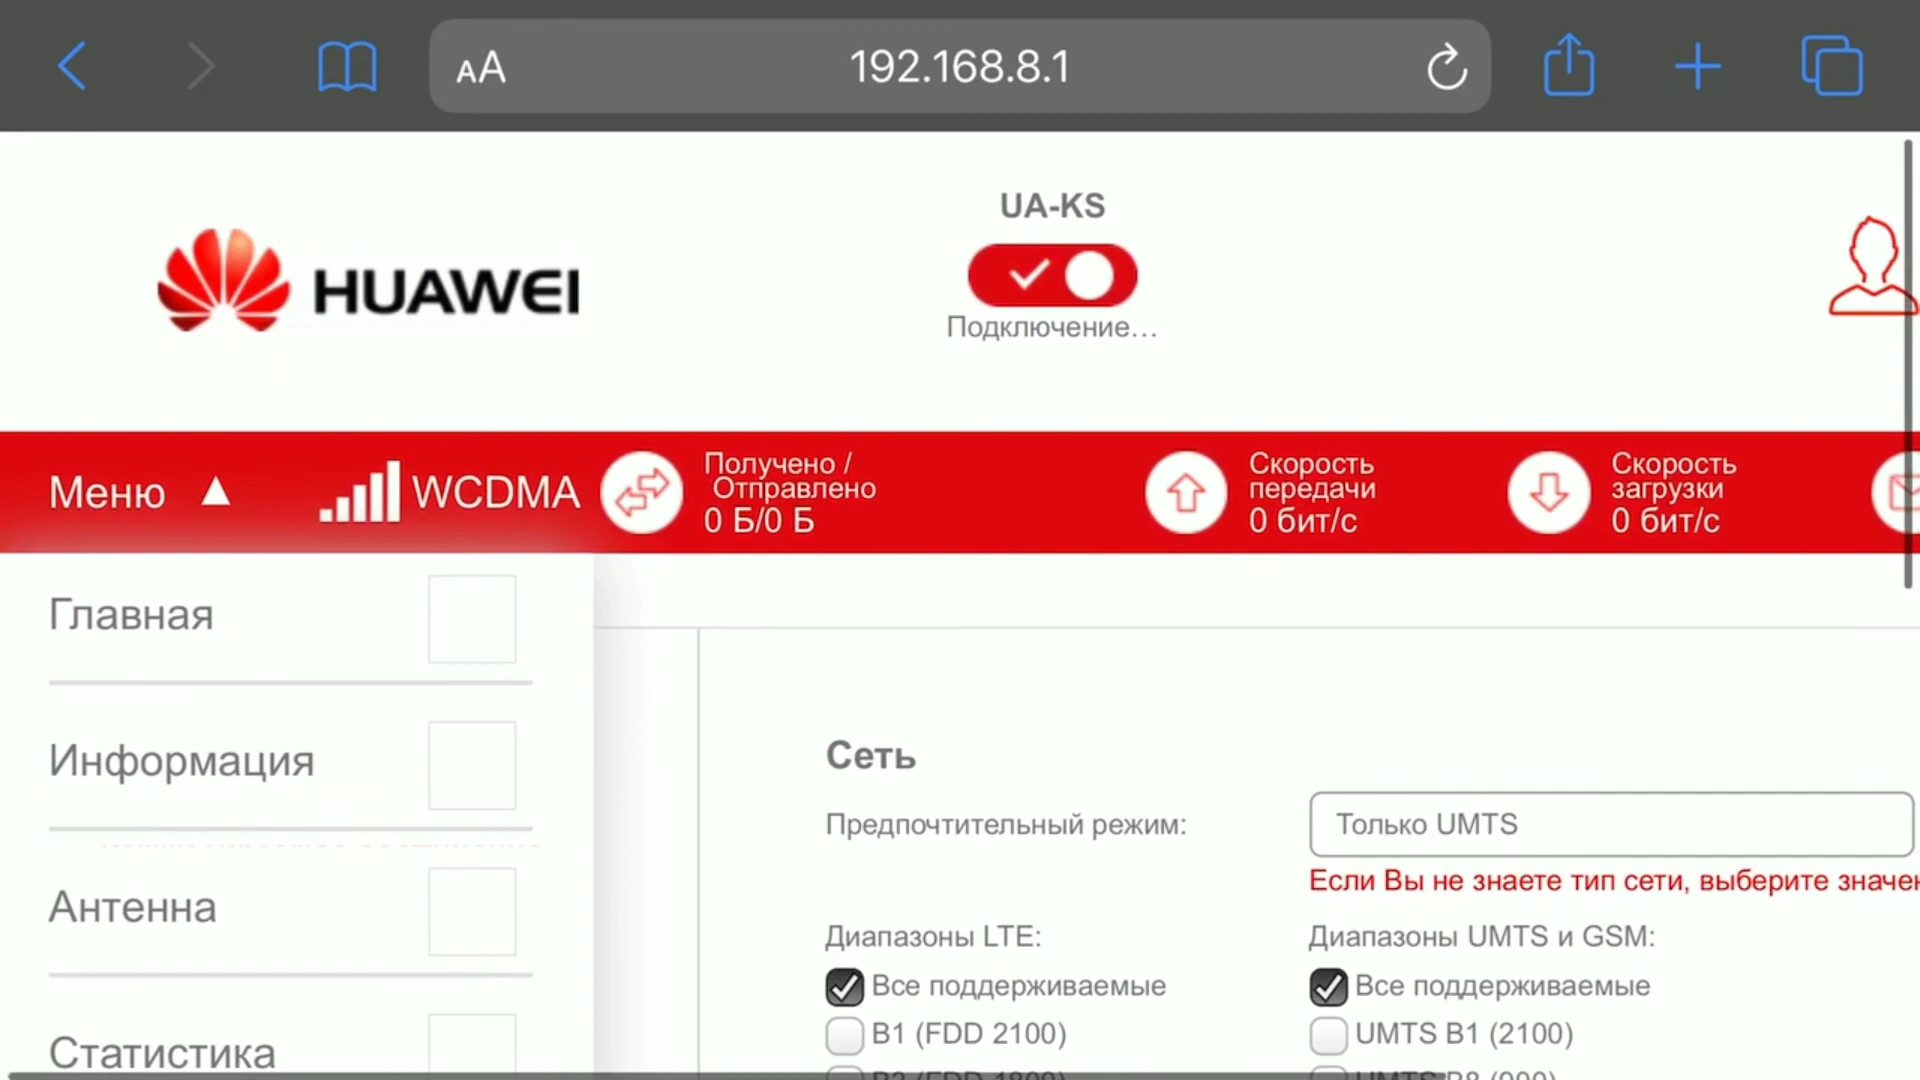 AA
192.168.8.1
UA-KS
HUAWEI
Подключение...
Меню
WCDMA
Получено /
Отправлено
0 Б/0 Б
Скорость
передачи
0 бит/с
Скорость
загрузки
0 бит/с
Главная
Информация
Антенна
Статистика
Сеть
Предпочтительный режим:
Только UMTS
Если Вы не знаете тип сети, выберите
Диапазоны LTE:
Все поддерживаемые
B1 (FDD 2100)
Диапазоны UMTS и GSM:
Все поддерживаемые
UMTS B1 (2100)